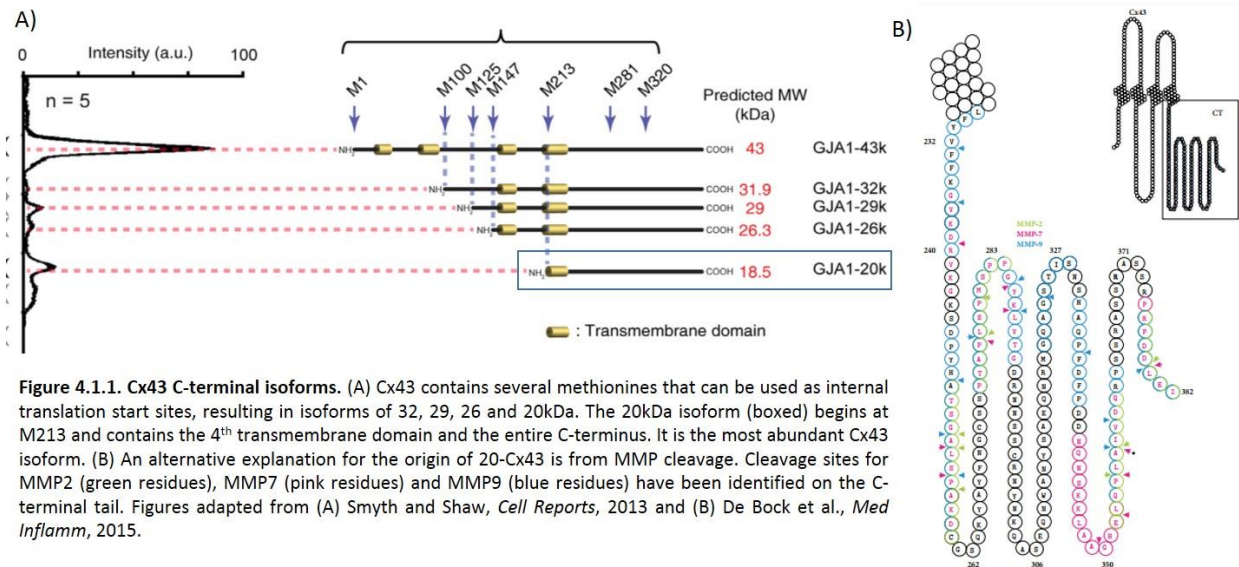 A)
0 Intensity (a.u.) 100
n = 5
M1
M100
M125
M147
M213
M281
M320
Predicted MW
(kDa)
NH2 COOH 43 GJA1-43k
NH2 COOH 31.9 GJA1-32k
NH2 COOH 29 GJA1-29k
NH2 COOH 26.3 GJA1-26k
NH2 COOH 18.5 GJA1-20k
: Transmembrane domain
Figure 4.1.1. Cx43 C-terminal isoforms. (A) Cx43 contains several methionines that can be used as internal
translation start sites, resulting in isoforms of 32, 29, 26 and 20kDa. The 20kDa isoform (boxed) begins at
M213 and contains the 4th transmembrane domain and the entire C-terminus. It is the most abundant Cx43
isoform. (B) An alternative explanation for the origin of 20-Cx43 is from MMP cleavage. Cleavage sites for
MMP2 (green residues), MMP7 (pink residues) and MMP9 (blue residues) have been identified on the C-
terminal tail. Figures adapted from (A) Smyth and Shaw, Cell Reports, 2013 and (B) De Bock et al., Med
Inflamm, 2015.
B)
Cx43
CT
232
240
MMP-2
MMP-7
MMP-9
283
327
371
382
262
306
350